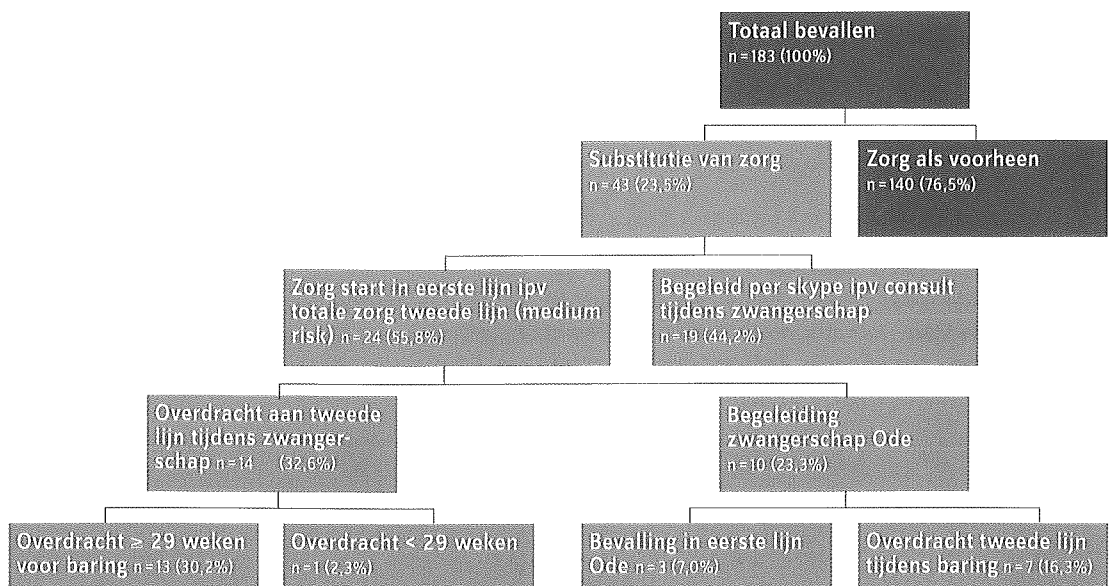 Totaal bevallen
n=183 (100%)
Substitutie van zorg
n=43 (23,5%)
Zorg als voorheen
n=140 (76,5%)
Zorg start in eerste lijn ipv
totale zorg tweede lijn (medium
risk) n=24 (55,8%)
Begeleid per skype ipv consult
tijdens zwangerschap
n=19 (44,2%)
Overdracht aan tweede
lijn tijdens zwanger-
schap n=14 (32,6%)
Begeleiding
zwangerschap Ode
n=10 (23,3%)
Overdracht ≥ 29 weken
voor baring n=13 (30,2%)
Overdracht < 29 weken
n=1 (2,3%)
Bevalling in eerste lijn
Ode n=3 (7,0%)
Overdracht tweede lijn
tijdens baring n=7 (16,3%)